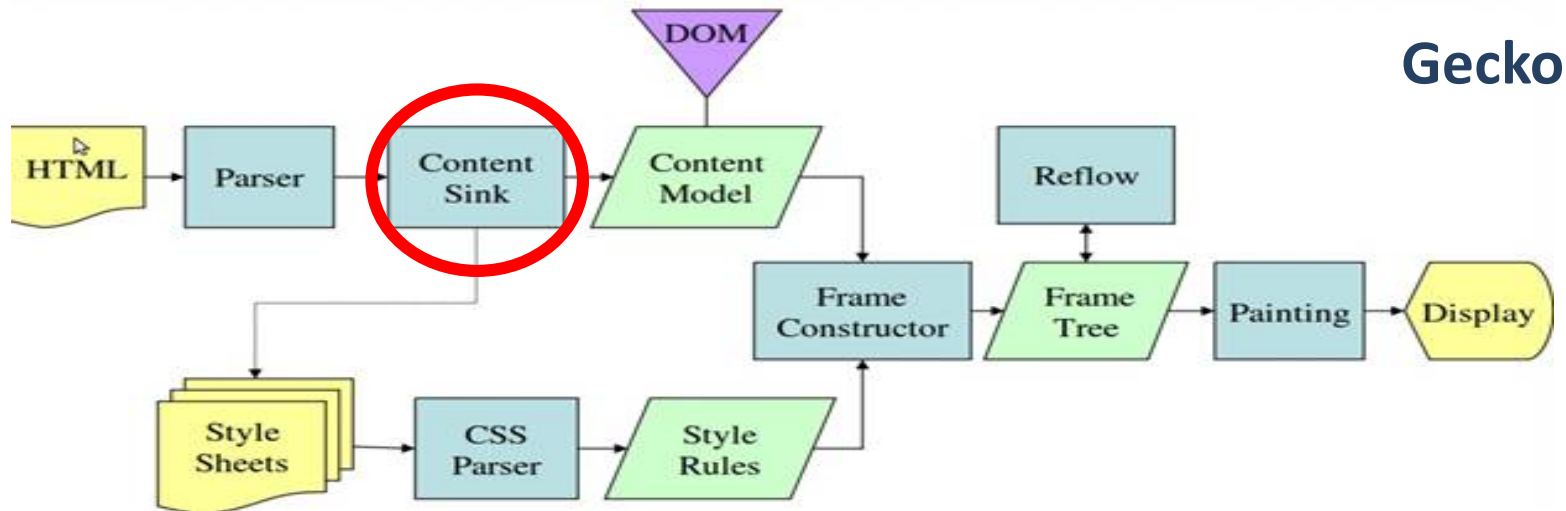 DOM
Gecko
HTML
Parser
Content
Sink
Content
Model
Reflow
Frame
Constructor
Frame
Tree
Painting
Display
Style
Sheets
CSS
Parser
Style
Rules